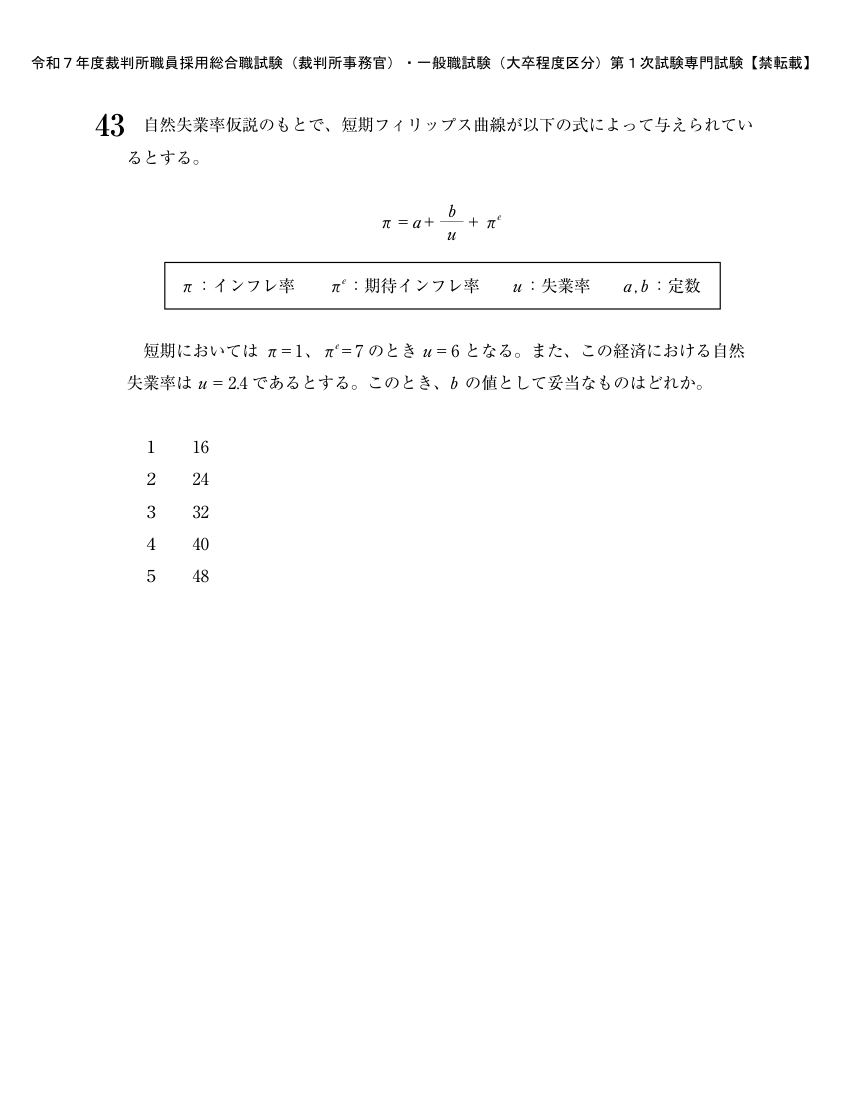 令和７年度裁判所職員採用総合職試験（裁判所事務官）・一般職試験（大卒程度区分）第１次試験専門試験【禁転載】
43 自然失業率仮説のもとで、短期フィリップス曲線が以下の式によって与えられてい
るとする。
π = a + b/u + πᵉ
π：インフレ率 πᵉ：期待インフレ率 u：失業率 a, b：定数
短期においては π = 1、πᵉ = 7 のとき u = 6 となる。また、この経済における自然
失業率は u = 2.4 であるとする。このとき、b の値として妥当なものはどれか。
1 16
2 24
3 32
4 40
5 48